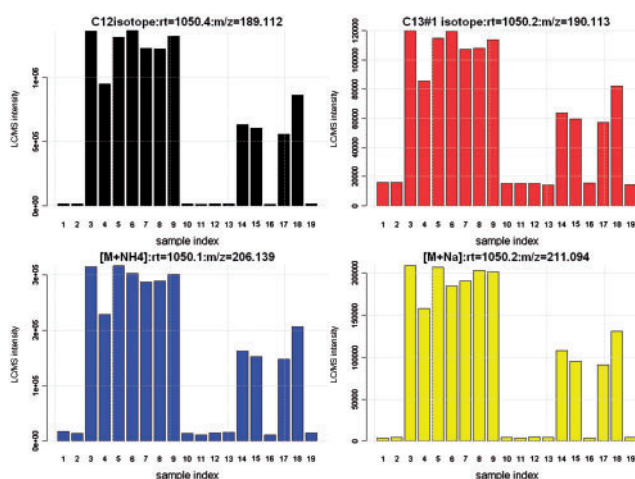 C12isotope:rt=1050.4:m/z=189.112
LC/MS intensity
1e+06
5e+05
0e+00
1 2 3 4 5 6 7 8 9 10 11 12 13 14 15 16 17 18 19
sample index
C13#1 isotope:rt=1050.2:m/z=190.113
LC/MS intensity
120000
100000
80000
60000
40000
20000
0
1 2 3 4 5 6 7 8 9 10 11 12 13 14 15 16 17 18 19
sample index
[M+NH4]:rt=1050.1:m/z=206.139
LC/MS intensity
3e+05
2e+05
1e+05
0e+00
1 2 3 4 5 6 7 8 9 10 11 12 13 14 15 16 17 18 19
sample index
[M+Na]:rt=1050.2:m/z=211.094
LC/MS intensity
200000
150000
100000
50000
0
1 2 3 4 5 6 7 8 9 10 11 12 13 14 15 16 17 18 19
sample index